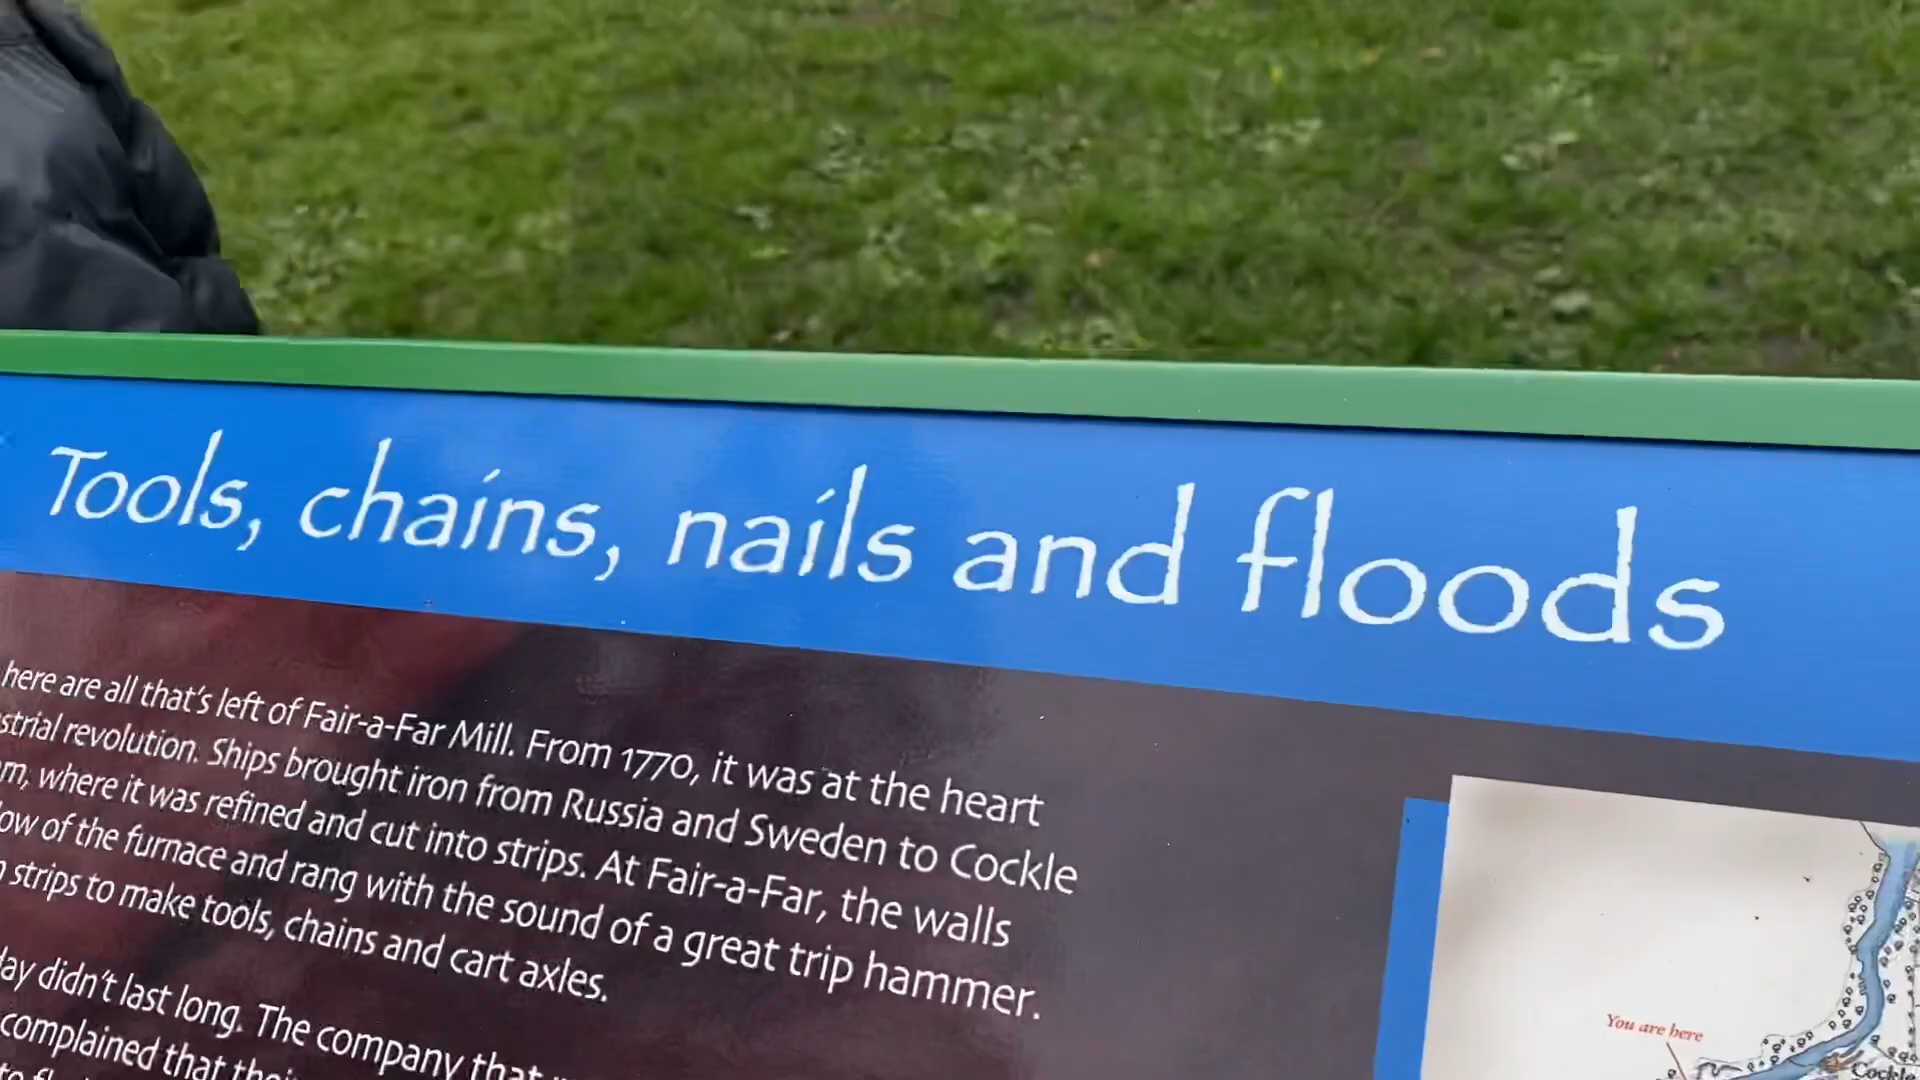 Tools, chains, nails and floods
here are all that's left of Fair-a-Far Mill. From 1770, it was at the heart
strial revolution. Ships brought iron from Russia and Sweden to Cockle
m, where it was refined and cut into strips. At Fair-a-Far, the walls
ow of the furnace and rang with the sound of a great trip hammer.
strips to make tools, chains and cart axles.
ay didn't last long. The company that
complained that their
You are here
Cockle